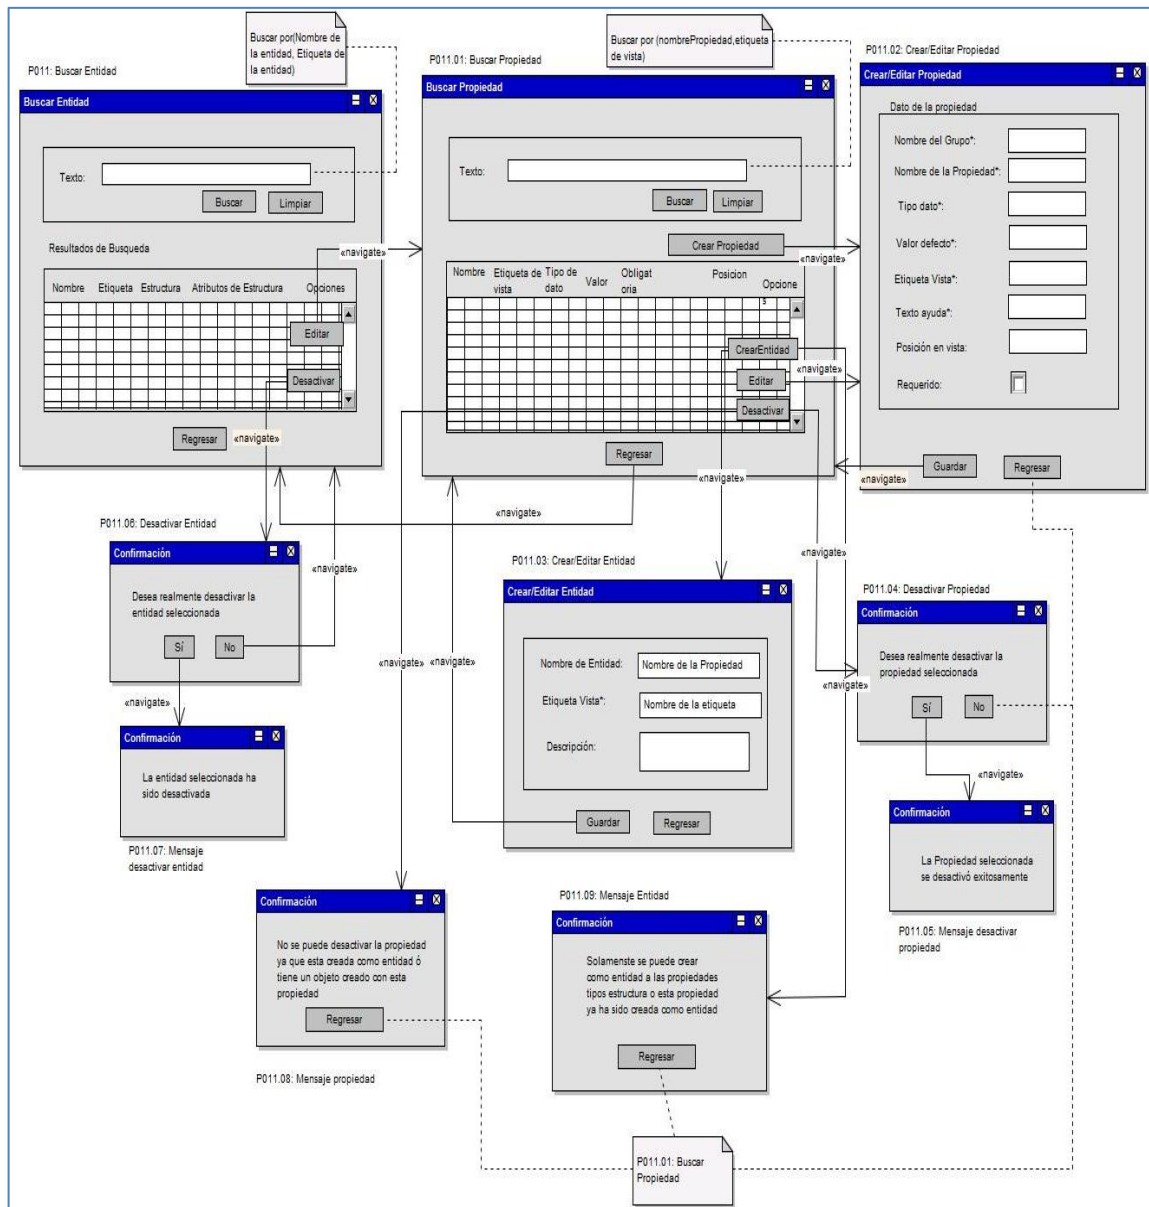 Buscar por(Nombre de
la entidad, Etiqueta de
la entidad)
P011: Buscar Entidad
Buscar Entidad
Texto:
Buscar
Limpiar
Resultados de Busqueda
Nombre
Etiqueta
Estructura
Atributos de Estructura
Opciones
Editar
Desactivar
Regresar
«navigate»
«navigate»
Buscar por (nombrePropiedad,etiqueta
de vista)
P011.01: Buscar Propiedad
Buscar Propiedad
Texto:
Buscar
Limpiar
Crear Propiedad
«navigate»
Nombre
Etiqueta de
vista
Tipo de
dato
Valor
Obligat
oria
Posicion
Opcione
s
CrearEntidad
Editar
Desactivar
«navigate»
Regresar
«navigate»
«navigate»
P011.02: Crear/Editar Propiedad
Crear/Editar Propiedad
Dato de la propiedad
Nombre del Grupo*:
Nombre de la Propiedad*:
Tipo dato*:
Valor defecto*:
Etiqueta Vista*:
Texto ayuda*:
Posición en vista:
Requerido:
Guardar
Regresar
«navigate»
P011.06: Desactivar Entidad
Confirmación
Desea realmente desactivar la
entidad seleccionada
Sí
No
«navigate»
«navigate»
Confirmación
La entidad seleccionada ha
sido desactivada
P011.07: Mensaje
desactivar entidad
P011.03: Crear/Editar Entidad
Crear/Editar Entidad
Nombre de Entidad:
Nombre de la Propiedad
Etiqueta Vista*:
Nombre de la etiqueta
Descripción:
Guardar
Regresar
«navigate»
«navigate»
«navigate»
«navigate»
P011.04: Desactivar Propiedad
Confirmación
Desea realmente desactivar la
propiedad seleccionada
Sí
No
«navigate»
Confirmación
La Propiedad seleccionada
se desactivó exitosamente
P011.05: Mensaje desactivar
propiedad
Confirmación
No se puede desactivar la propiedad
ya que esta creada como entidad ó
tiene un objeto creado con esta
propiedad
Regresar
P011.08: Mensaje propiedad
P011.09: Mensaje Entidad
Confirmación
Solamenste se puede crear
como entidad a las propiedades
tipos estructura o esta propiedad
ya ha sido creada como entidad
Regresar
P011.01: Buscar
Propiedad